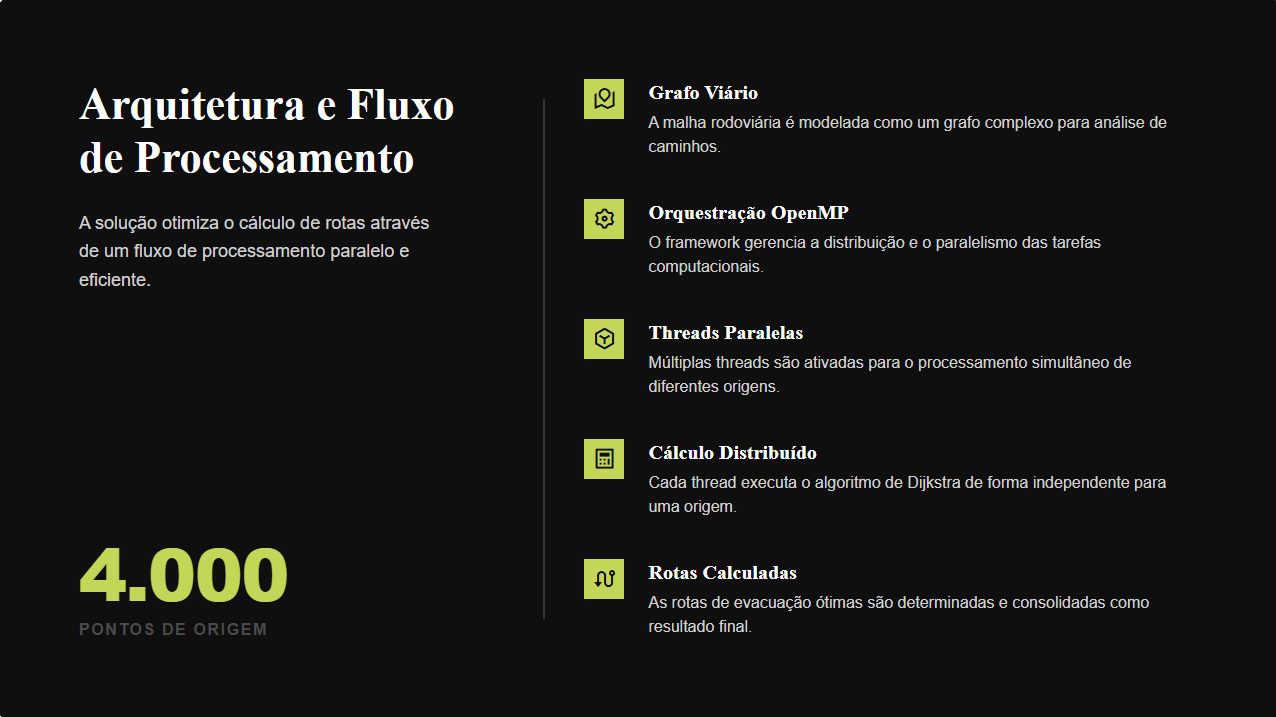 Arquitetura e Fluxo
de Processamento
A solução otimiza o cálculo de rotas através
de um fluxo de processamento paralelo e
eficiente.
4.000
PONTOS DE ORIGEM
Grafo Viário
A malha rodoviária é modelada como um grafo complexo para análise de
caminhos.
Orquestração OpenMP
O framework gerencia a distribuição e o paralelismo das tarefas
computacionais.
Threads Paralelas
Múltiplas threads são ativadas para o processamento simultâneo de
diferentes origens.
Cálculo Distribuído
Cada thread executa o algoritmo de Dijkstra de forma independente para
uma origem.
Rotas Calculadas
As rotas de evacuação ótimas são determinadas e consolidadas como
resultado final.